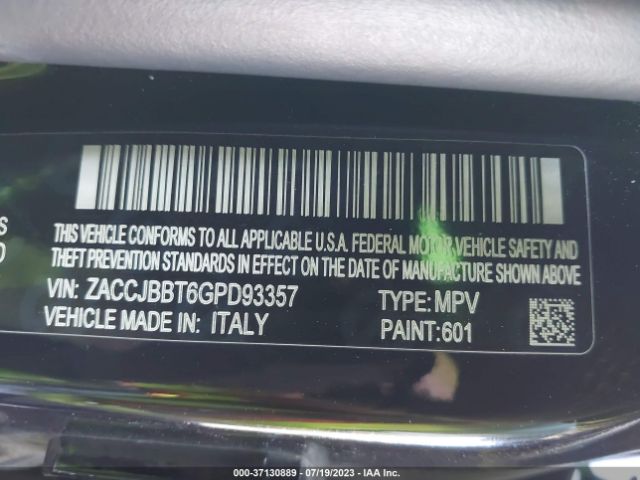 S
D
THIS VEHICLE CONFORMS TO ALL APPLICABLE U.S.A. FEDERAL MOTOR VEHICLE SAFETY AND
THEFT PREVENTION STANDARDS IN EFFECT ON THE DATE OF MANUFACTURE SHOWN ABOVE
VIN: ZACCJBBT6GPD93357 TYPE: MPV
VEHICLE MADE IN: ITALY PAINT:601
000-37130889 - 07/19/2023 - IAA Inc.